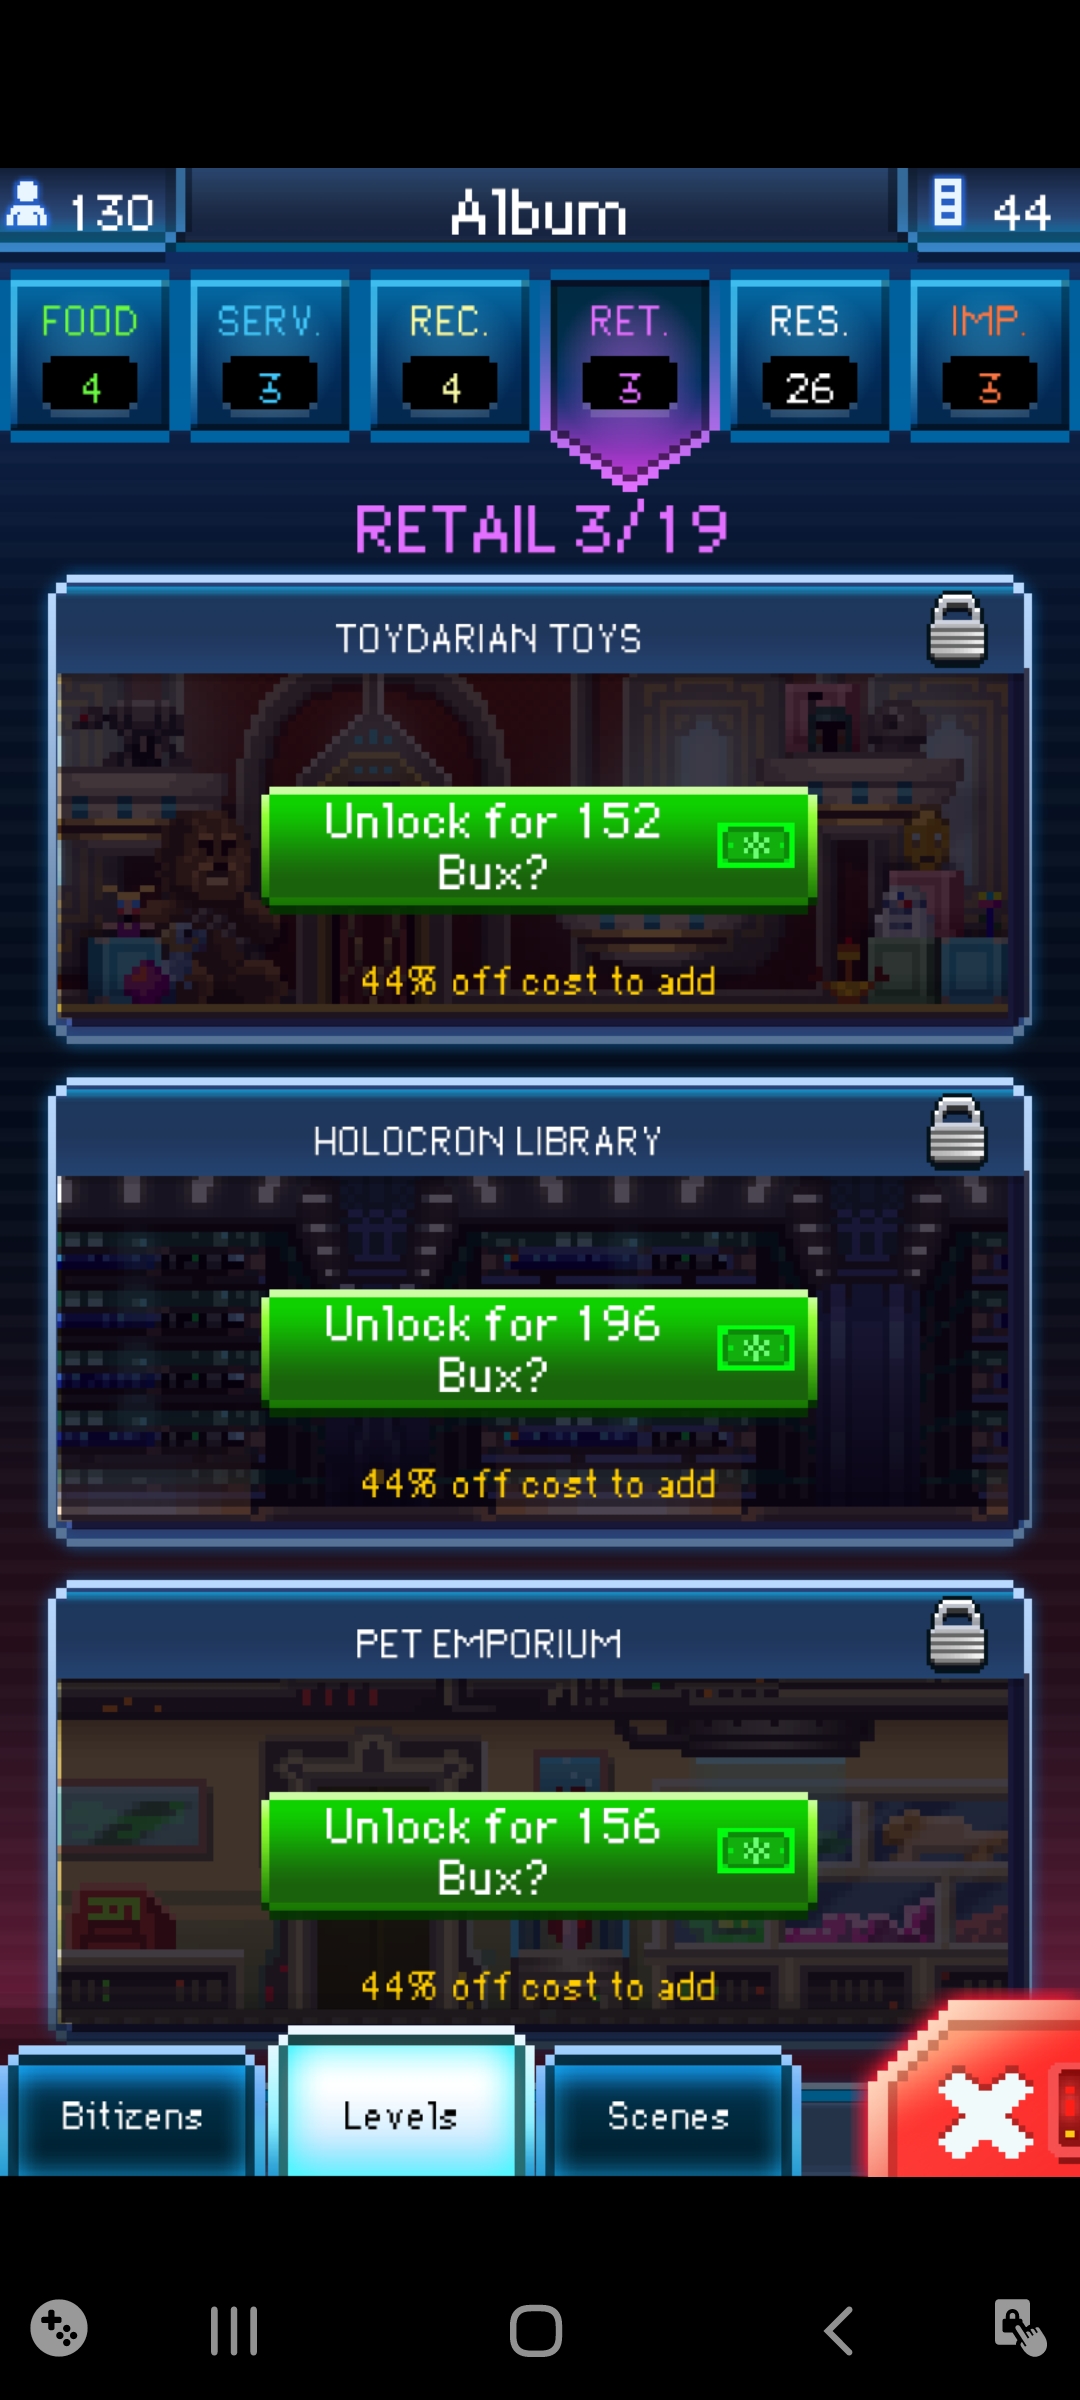 130
Album
44
FOOD
SERV.
REC.
RET.
RES.
IMP.
4
3
4
3
26
3
RETAIL 3/19
TOYDARIAN TOYS
Unlock for 152
Bux?
44% off cost to add
HOLOCRON LIBRARY
Unlock for 196
Bux?
44% off cost to add
PET EMPORIUM
Unlock for 156
Bux?
44% off cost to add
Bitizens
Levels
Scenes